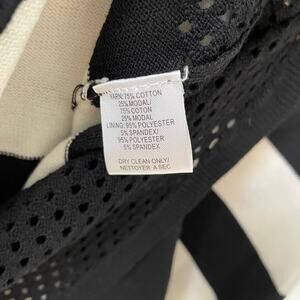 YARN: 75% COTTON
25% MODAL/
75% COTON
25% MODAL
LINING: 95% POLYESTER
5% SPANDEX/
95% POLYESTER
5% SPANDEX
DRY CLEAN ONLY/
NETTOYER A SEC